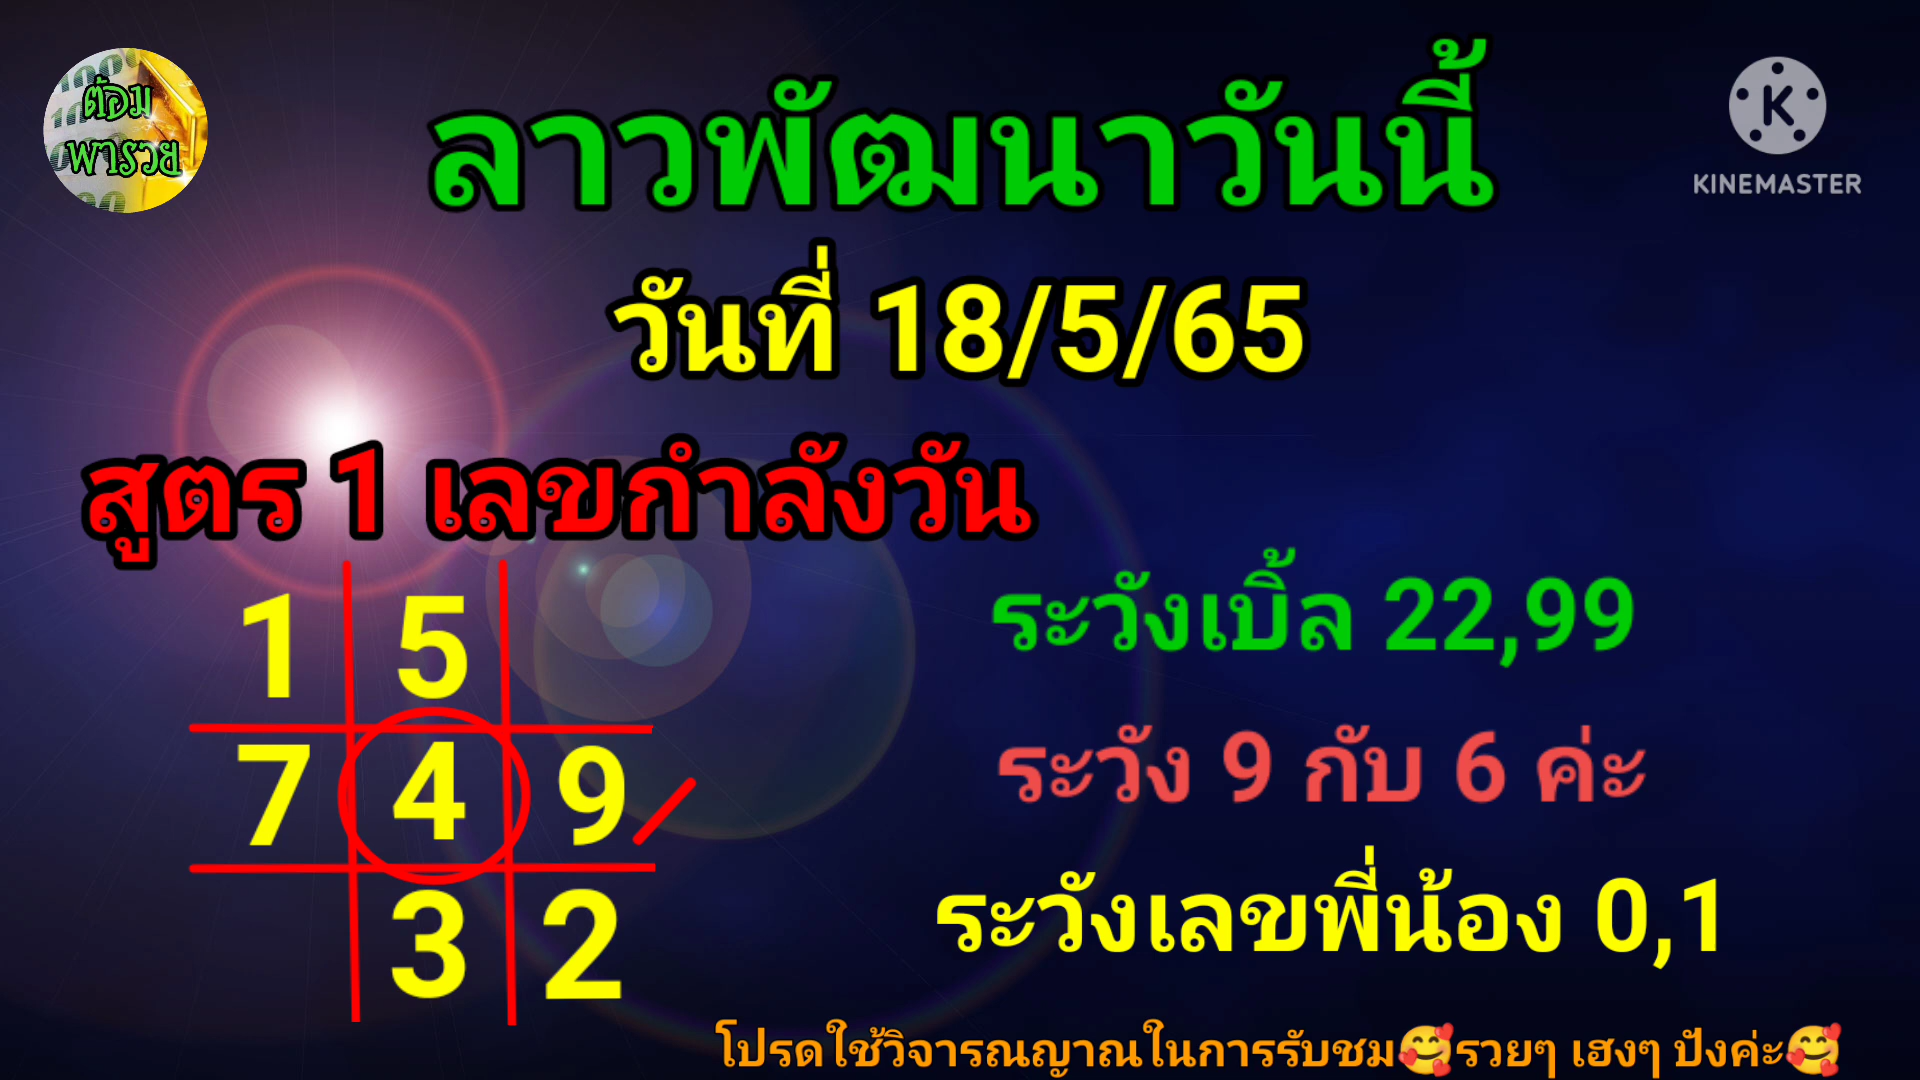 ต้อม
พารวย
ลาวพัฒนาวันนี้
KINEMASTER
วันที่ 18/5/65
สูตร 1 เลขกำลังวัน
1 5
7 4 9
3 2
ระวังเบิ้ล 22,99
ระวัง 9 กับ 6 ค่ะ
ระวังเลขพี่น้อง 0,1
โปรดใช้วิจารณญาณในการรับชม🥰รวยๆ เฮงๆ ปังค่ะ🥰